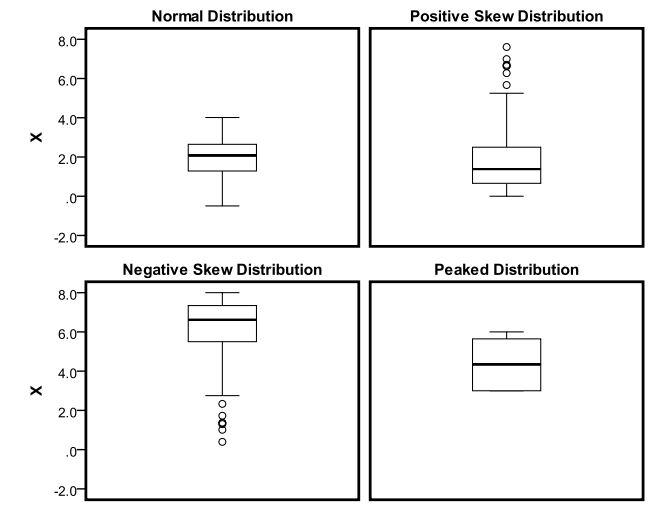 Normal Distribution
Positive Skew Distribution
8.0
6.0
4.0
2.0
.0
-2.0
X
Negative Skew Distribution
Peaked Distribution
8.0
6.0
4.0
2.0
.0
-2.0
X